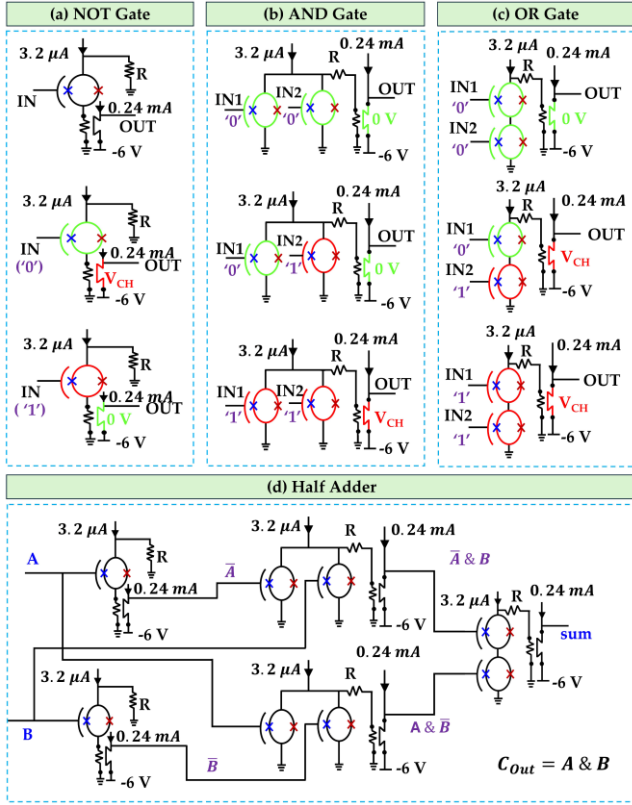 (a) NOT Gate
3.2 μA
R
IN
0.24 mA
OUT
-6 V
3.2 μA
R
IN
('0')
0.24 mA
OUT
V_CH
-6 V
3.2 μA
R
IN
( '1')
0.24 mA
OUT
0 V
-6 V
(b) AND Gate
0.24 mA
3.2 μA
R
IN1
IN2
OUT
'0'
'0'
0 V
-6 V
0.24 mA
3.2 μA
R
IN1
IN2
OUT
'0'
'1'
0 V
-6 V
0.24 mA
3.2 μA
R
IN1
IN2
OUT
'1'
'1'
V_CH
-6 V
(c) OR Gate
3.2 μA
0.24 mA
R
IN1
OUT
'0'
0 V
IN2
'0'
-6 V
3.2 μA
0.24 mA
R
IN1
OUT
'0'
V_CH
IN2
'1'
-6 V
3.2 μA
0.24 mA
R
IN1
OUT
'1'
V_CH
IN2
'1'
-6 V
(d) Half Adder
3.2 μA
R
A
0.24 mA
-6 V
A̅
3.2 μA
R
0.24 mA
-6 V
A̅ & B
3.2 μA
R
0.24 mA
sum
-6 V
3.2 μA
R
B
0.24 mA
-6 V
B̅
3.2 μA
R
0.24 mA
-6 V
A & B̅
C_Out = A & B